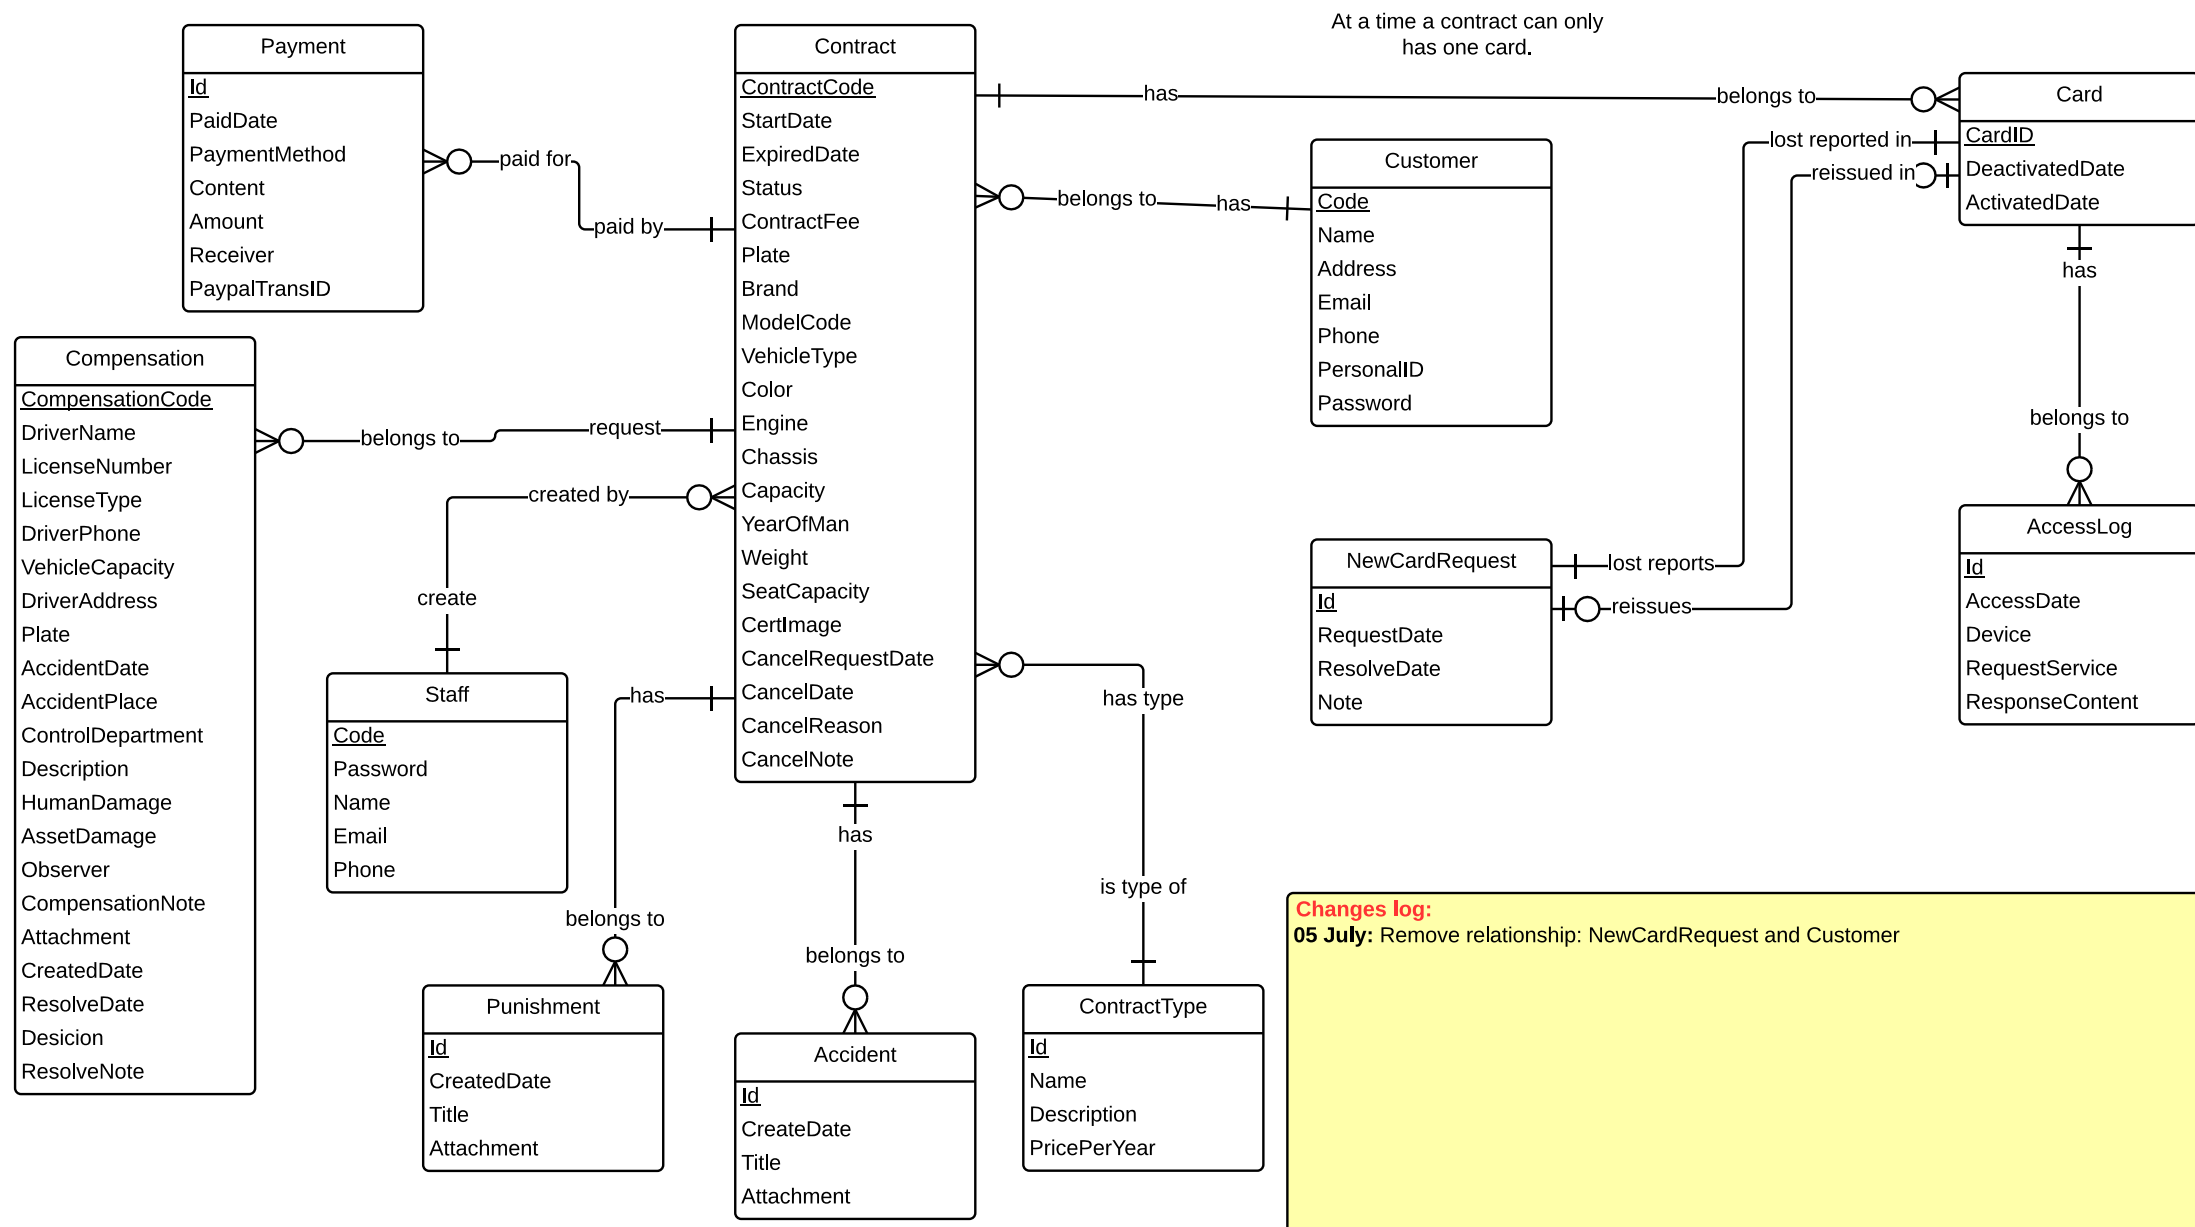 At a time a contract can only
has one card.
Payment
Id
PaidDate
PaymentMethod
Content
Amount
Receiver
PaypalTransID
paid for
paid by
Contract
ContractCode
StartDate
ExpiredDate
Status
ContractFee
Plate
Brand
ModelCode
VehicleType
Color
Engine
Chassis
Capacity
YearOfMan
Weight
SeatCapacity
CertImage
CancelRequestDate
CancelDate
CancelReason
CancelNote
has
belongs to
Card
CardID
DeactivatedDate
ActivatedDate
lost reported in
reissued in
belongs to
has
Customer
Code
Name
Address
Email
Phone
PersonalID
Password
has
belongs to
Compensation
CompensationCode
DriverName
LicenseNumber
LicenseType
DriverPhone
VehicleCapacity
DriverAddress
Plate
AccidentDate
AccidentPlace
ControlDepartment
Description
HumanDamage
AssetDamage
Observer
CompensationNote
Attachment
CreatedDate
ResolveDate
Desicion
ResolveNote
belongs to
request
created by
create
Staff
Code
Password
Name
Email
Phone
NewCardRequest
Id
RequestDate
ResolveDate
Note
lost reports
reissues
AccessLog
Id
AccessDate
Device
RequestService
ResponseContent
has
belongs to
Punishment
Id
CreatedDate
Title
Attachment
has
belongs to
Accident
Id
CreateDate
Title
Attachment
has type
is type of
ContractType
Id
Name
Description
PricePerYear
Changes log:
05 July: Remove relationship: NewCardRequest and Customer